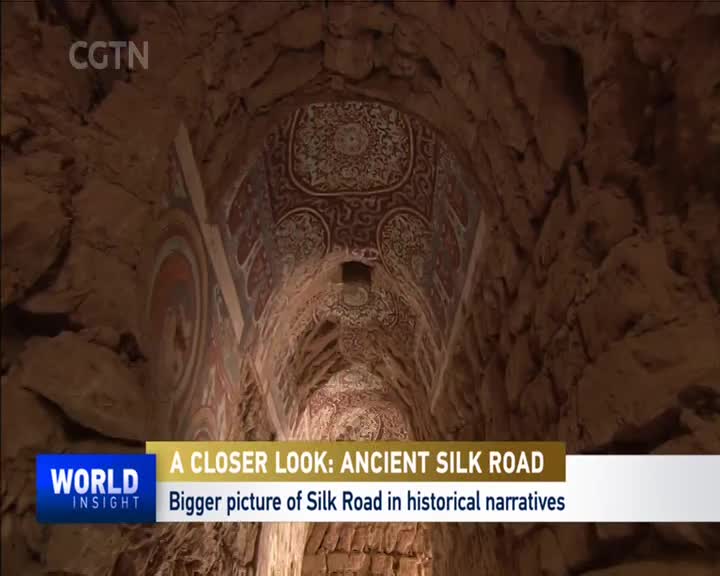 CGTN
A CLOSER LOOK: ANCIENT SILK ROAD
WORLD
INSIGHT
Bigger picture of Silk Road in historical narratives